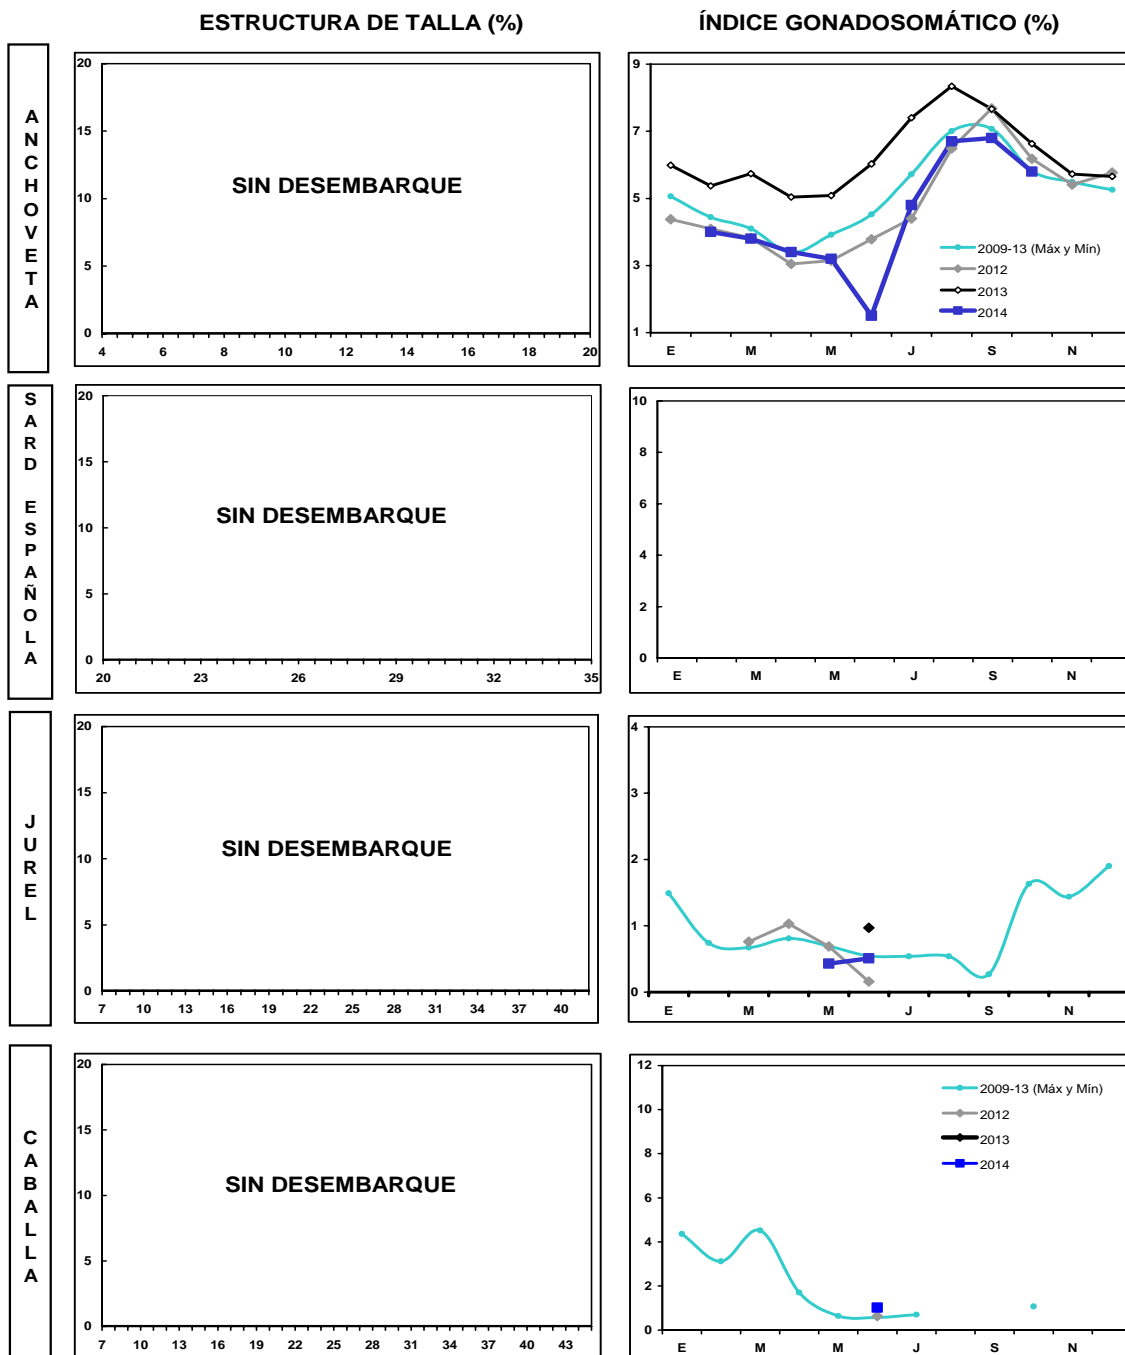 ESTRUCTURA DE TALLA (%)
ÍNDICE GONADOSOMÁTICO (%)
ANCHOVETA
20
15
10
5
0
SIN DESEMBARQUE
4 6 8 10 12 14 16 18 20
9
7
5
3
1
2009-13 (Máx y Mín)
2012
2013
2014
E M M J S N
SARD ESPAÑOLA
20
15
10
5
0
SIN DESEMBARQUE
20 23 26 29 32 35
10
8
6
4
2
0
E M M J S N
JUREL
20
15
10
5
0
SIN DESEMBARQUE
7 10 13 16 19 22 25 28 31 34 37 40
4
3
2
1
0
E M M J S N
CABALLA
20
15
10
5
0
SIN DESEMBARQUE
7 10 13 16 19 22 25 28 31 34 37 40 43
12
10
8
6
4
2
0
2009-13 (Máx y Mín)
2012
2013
2014
E M M J S N